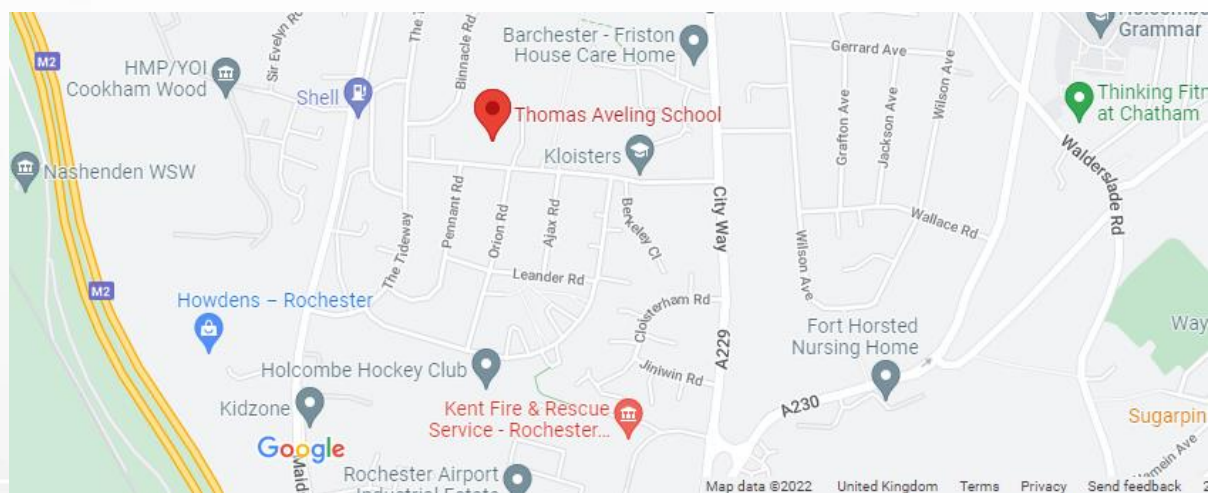 M2
HMP/YOI
Cookham Wood
Sir Evelyn Rd
Shell
The T
Binnacle Rd
Barchester - Friston
House Care Home
Gerrard Ave
Grammar
Thomas Aveling School
Thinking Fitn
at Chatham
Nashenden WSW
Kloisters
Grafton Ave
Jackson Ave
Wilson Ave
Walderslade Rd
The Tideway
Pennant Rd
Orion Rd
Ajax Rd
Berkeley Cl
City Way
Wallace Rd
Wilson Ave
M2
Leander Rd
Howdens – Rochester
Cloisterham Rd
Fort Horsted
Nursing Home
Way
A229
Holcombe Hockey Club
Jiniwin Rd
Kidzone
Kent Fire & Rescue
Service - Rochester...
A230
Sugarpin
Google
Maid
Rochester Airport
Map data ©2022 United Kingdom Terms Privacy Send feedback